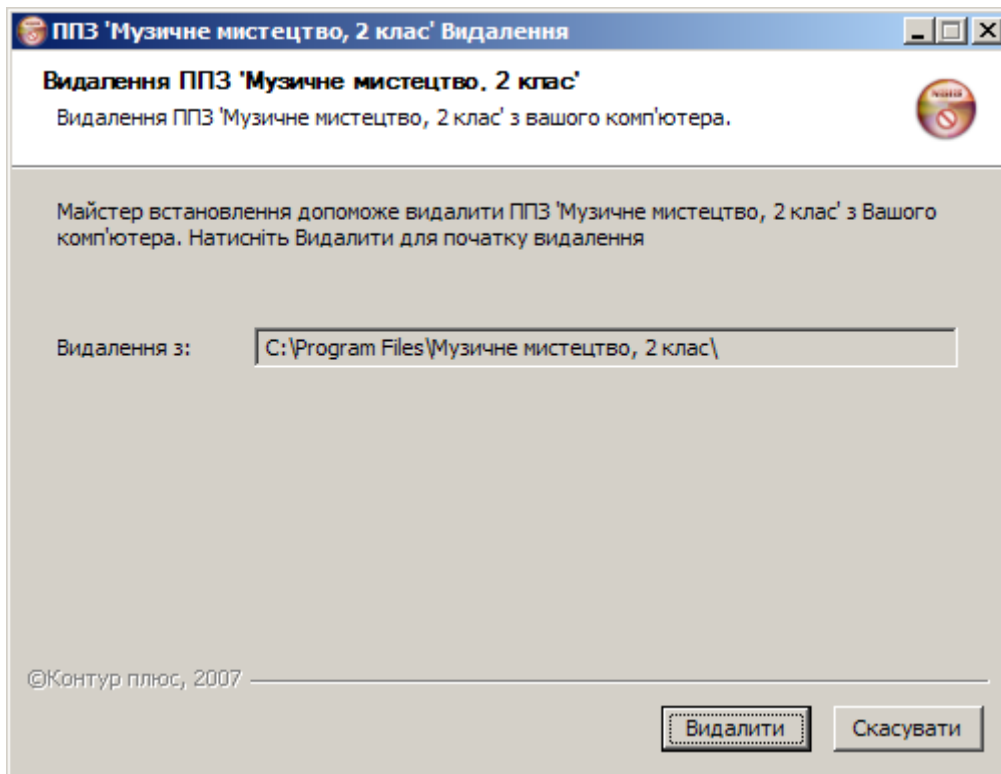 ППЗ 'Музичне мистецтво, 2 клас' Видалення
Видалення ППЗ 'Музичне мистецтво, 2 клас'
Видалення ППЗ 'Музичне мистецтво, 2 клас' з вашого комп'ютера.
Майстер встановлення допоможе видалити ППЗ 'Музичне мистецтво, 2 клас' з Вашого
комп'ютера. Натисніть Видалити для початку видалення
Видалення з: C:\Program Files\Музичне мистецтво, 2 клас\
©Контур плюс, 2007
Видалити Скасувати